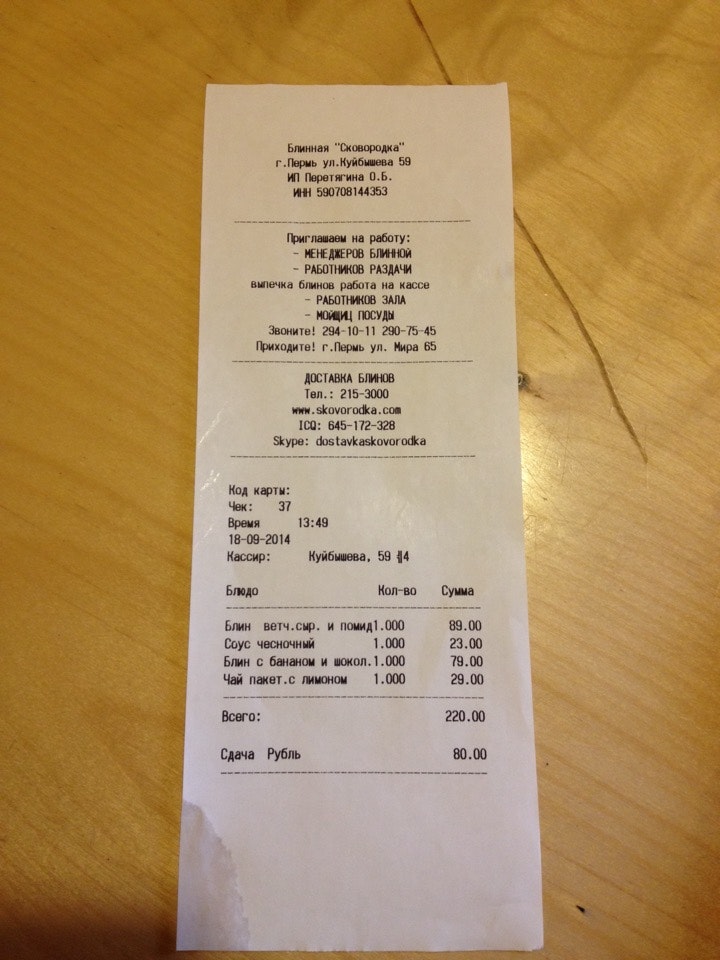 Блинная "Сковородка"
г.Пермь ул.Куйбышева 59
ИП Перетягина О.Б.
ИНН 590708144353
Приглашаем на работу:
- МЕНЕДЖЕРОВ БЛИННОЙ
- РАБОТНИКОВ РАЗДАЧИ
выпечка блинов работа на кассе
- РАБОТНИКОВ ЗАЛА
- МОЙЩИЦ ПОСУДЫ
Звоните! 294-10-11 290-75-45
Приходите! г.Пермь ул. Мира 65
ДОСТАВКА БЛИНОВ
Тел.: 215-3000
www.skovorodka.com
ICQ: 645-172-328
Skype: dostavkaskovorodka
Код карты:
Чек: 37
Время 13:49
18-09-2014
Кассир: Куйбышева, 59 ╣4
Блюдо Кол-во Сумма
Блин ветч.сыр. и помид1.000 89.00
Соус чесночный 1.000 23.00
Блин с бананом и шокол.1.000 79.00
Чай пакет.с лимоном 1.000 29.00
Всего: 220.00
Сдача Рубль 80.00